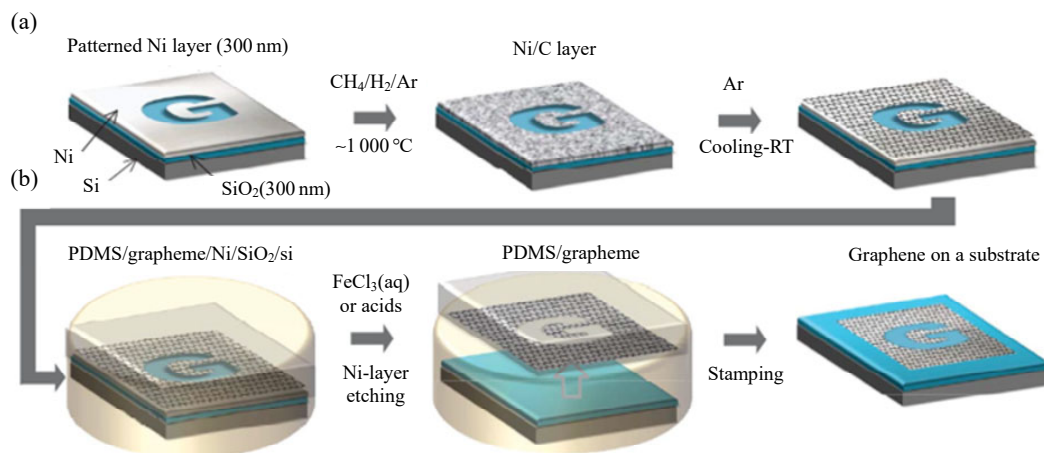 (a)
Patterned Ni layer (300 nm)
CH₄/H₂/Ar
~1 000 °C
Ni/C layer
Ar
Cooling-RT
G
G
G
Ni
Si
SiO₂(300 nm)
(b)
PDMS/grapheme/Ni/SiO₂/si
FeCl₃(aq)
or acids
Ni-layer
etching
PDMS/grapheme
Stamping
Graphene on a substrate
G
G
G